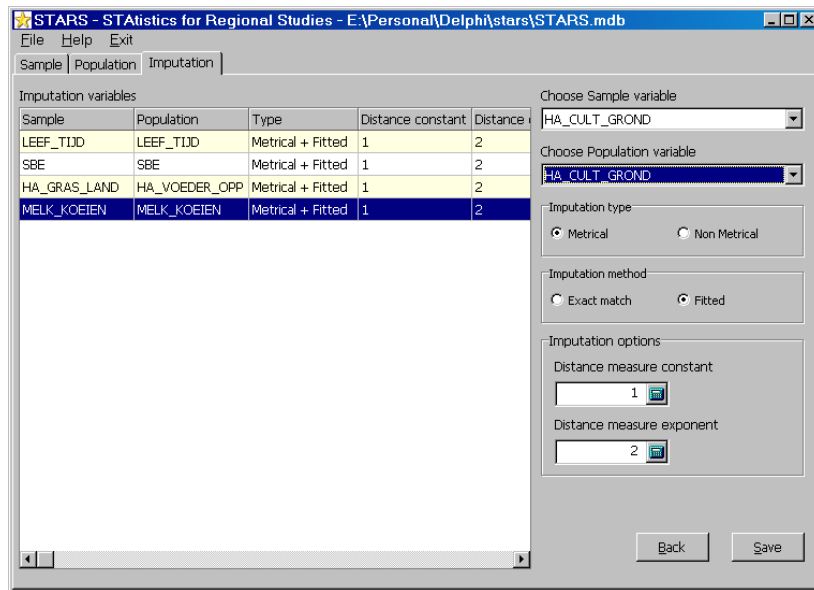 STARS - STAtistics for Regional Studies - E:\Personal\Delphi\stars\STARS.mdb
File Help Exit
Sample Population Imputation
Imputation variables
Sample Population Type Distance constant Distance
LEEF_TIJD LEEF_TIJD Metrical + Fitted 1 2
SBE SBE Metrical + Fitted 1 2
HA_GRAS_LAND HA_VOEDER_OPP Metrical + Fitted 1 2
MELK_KOEIEN MELK_KOEIEN Metrical + Fitted 1 2
Choose Sample variable
HA_CULT_GROND
Choose Population variable
HA_CULT_GROND
Imputation type
Metrical Non Metrical
Imputation method
Exact match Fitted
Imputation options
Distance measure constant
1
Distance measure exponent
2
Back Save